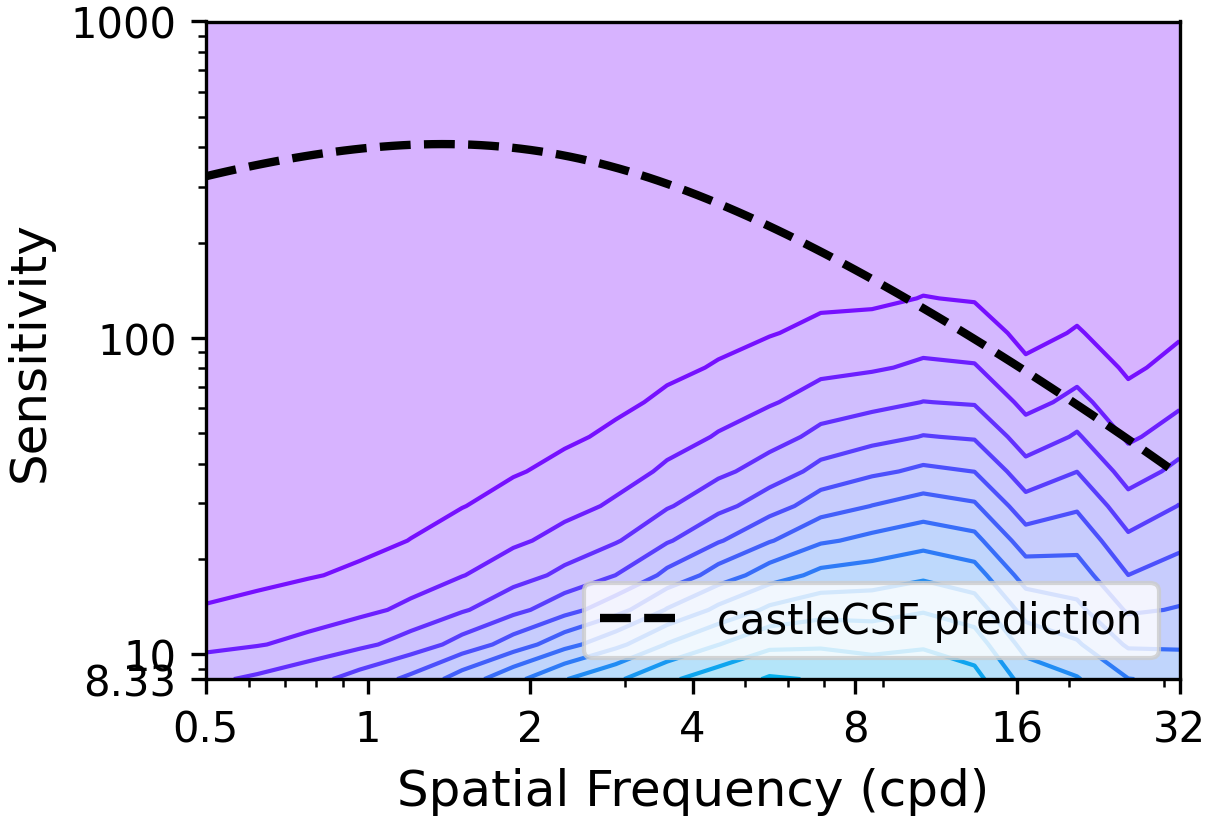 1000
100
10
8.33
Sensitivity
castleCSF prediction
0.5 1 2 4 8 16 32
Spatial Frequency (cpd)